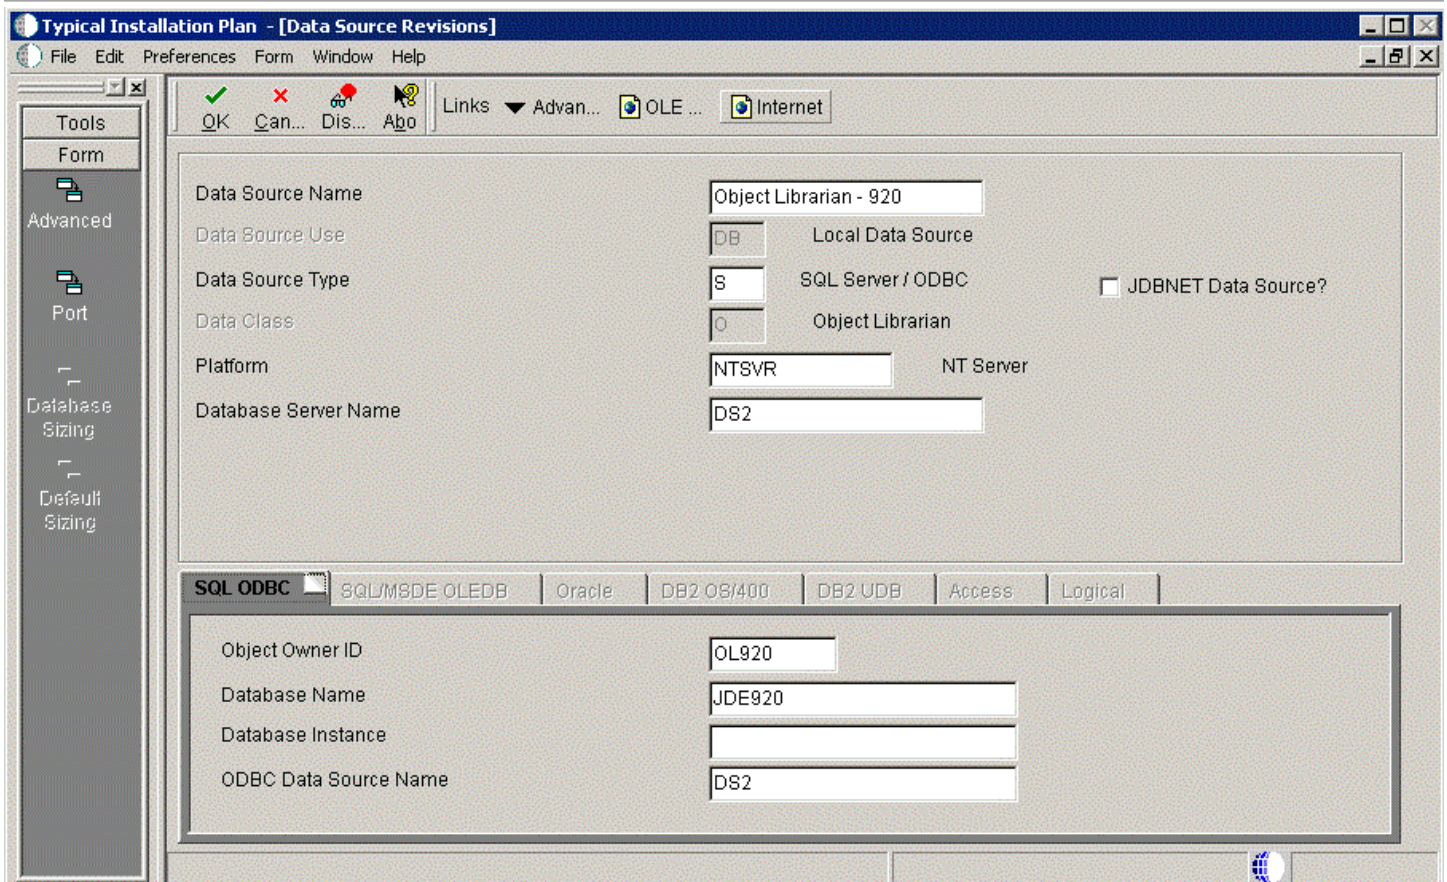 Typical Installation Plan - [Data Source Revisions]
File Edit Preferences Form Window Help
OK Can... Dis... Abo Links Advan... OLE ... Internet
Tools
Form
Advanced
Port
Database
Sizing
Default
Sizing
Data Source Name Object Librarian - 920
Data Source Use DB Local Data Source
Data Source Type S SQL Server / ODBC JDBNET Data Source?
Data Class O Object Librarian
Platform NTSVR NT Server
Database Server Name DS2
SQL ODBC SQL/MSDE OLEDB Oracle DB2 OS/400 DB2 UDB Access Logical
Object Owner ID OL920
Database Name JDE920
Database Instance
ODBC Data Source Name DS2